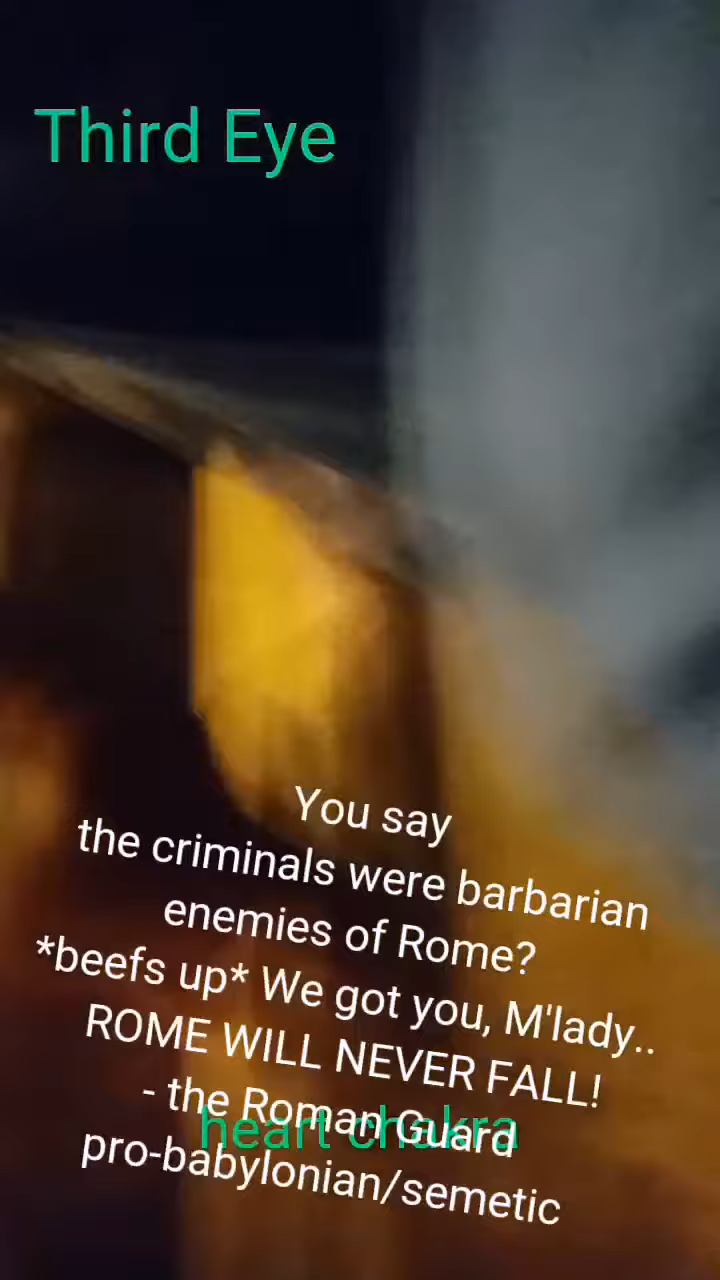 Third Eye
You say
the criminals were barbarian
enemies of Rome?
*beefs up* We got you, M'lady..
ROME WILL NEVER FALL!
- the Roman Guard
heart chakra
pro-babylonian/semetic